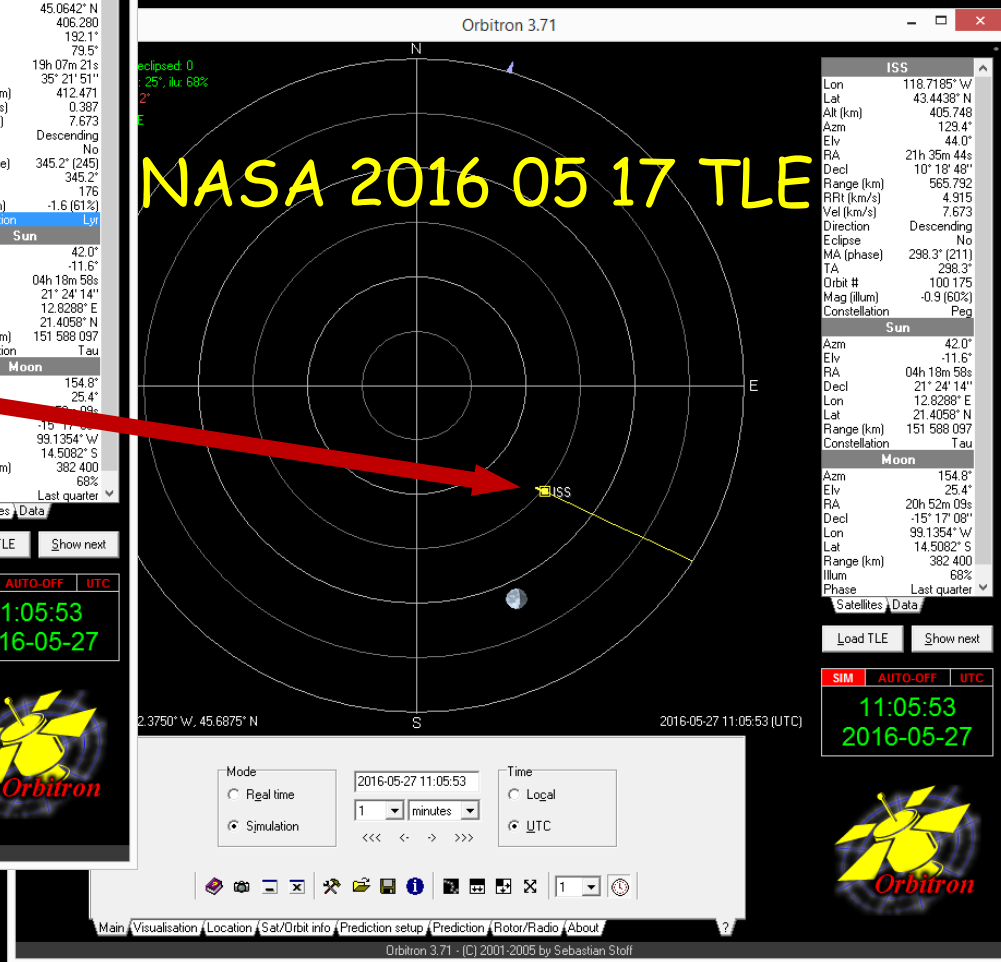 45.0642° N
406.280
192.1°
79.5°
19h 07m 21s
35° 21' 51''
412.471
0.387
7.673
Descending
No
345.2° (245)
345.2°
176
-1.6 (61%)
Lyr
Sun
42.0°
-11.6°
04h 18m 58s
21° 24' 14''
12.8288° E
21.4058° N
151 588 097
Tau
Moon
154.8°
25.4°
99.1354° W
14.5082° S
382 400
68%
Last quarter
Data
Show next
AUTO-OFF UTC
1:05:53
16-05-27
Orbitron
Orbitron 3.71
eclipsed: 0
25°, ilu: 68%
2°
E
N
NASA 2016 05 17 TLE
E
ISS
S
2.3750° W, 45.6875° N
2016-05-27 11:05:53 (UTC)
ISS
Lon 118.7185° W
Lat 43.4438° N
Alt (km) 405.748
Azm 129.4°
Elv 44.0°
RA 21h 35m 44s
Decl 10° 18' 48''
Range (km) 565.792
RRt (km/s) 4.915
Vel (km/s) 7.673
Direction Descending
Eclipse No
MA (phase) 298.3° (211)
TA 298.3°
Orbit # 100 175
Mag (illum) -0.9 (60%)
Constellation Peg
Sun
Azm 42.0°
Elv -11.6°
RA 04h 18m 58s
Decl 21° 24' 14''
Lon 12.8288° E
Lat 21.4058° N
Range (km) 151 588 097
Constellation Tau
Moon
Azm 154.8°
Elv 25.4°
RA 20h 52m 09s
Decl -15° 17' 08''
Lon 99.1354° W
Lat 14.5082° S
Range (km) 382 400
Illum 68%
Phase Last quarter
Satellites Data
Load TLE Show next
SIM AUTO-OFF UTC
11:05:53
2016-05-27
Orbitron
Mode
Real time
Simulation
2016-05-27 11:05:53
1 minutes
<<< <- -> >>>
Time
Local
UTC
1
Main Visualisation Location Sat/Orbit info Prediction setup Prediction Rotor/Radio About ?
Orbitron 3.71 - (C) 2001-2005 by Sebastian Stoff